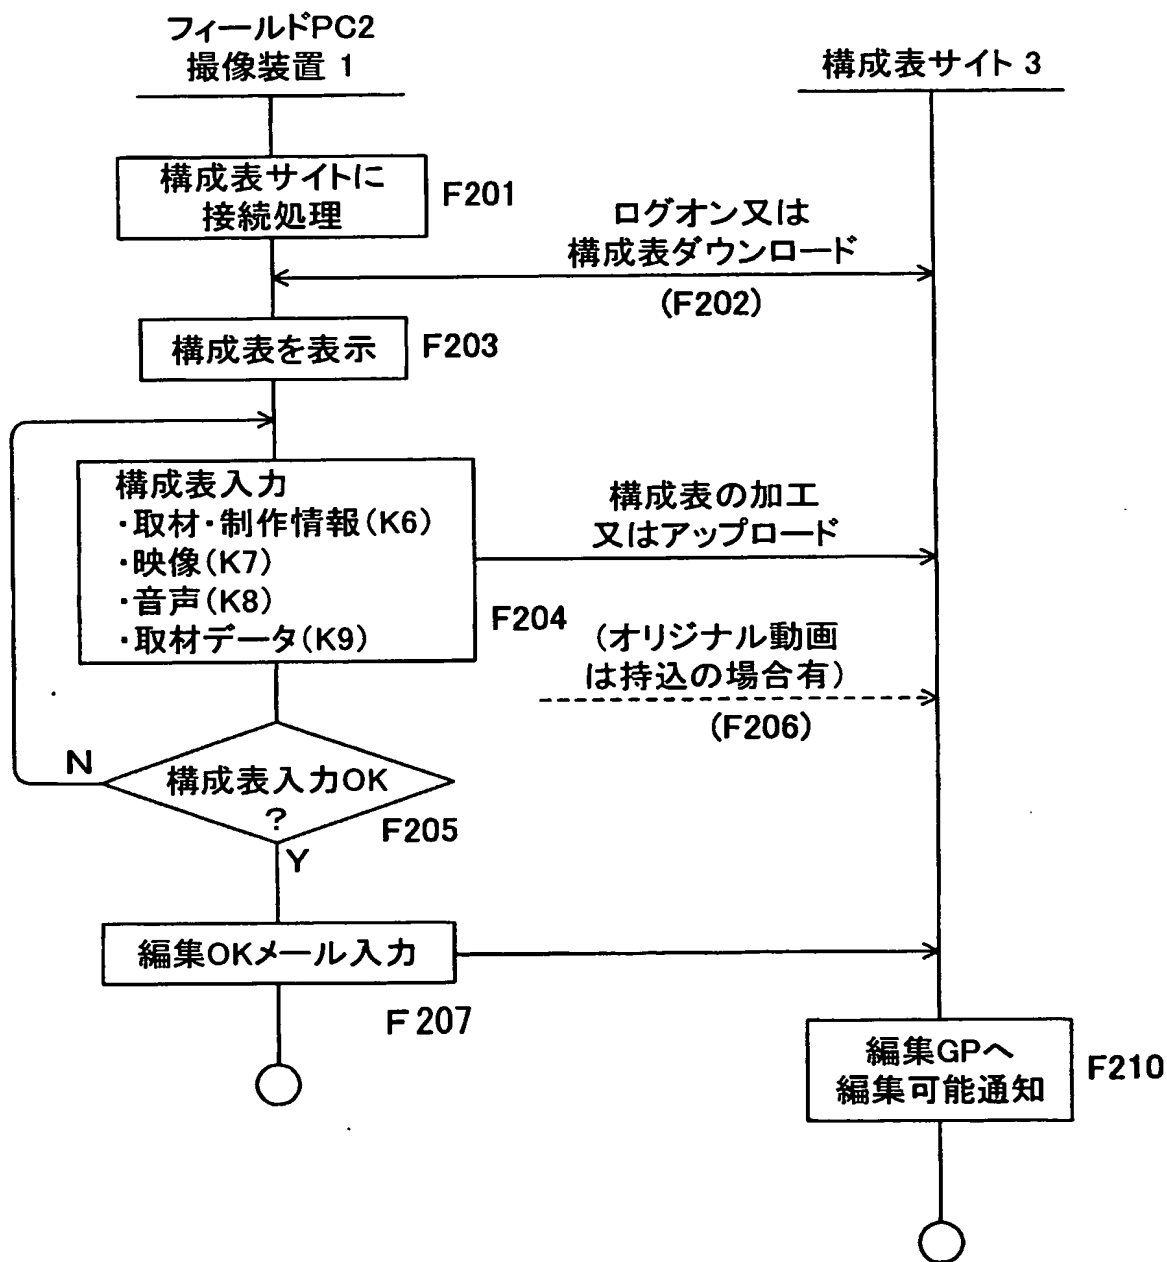 フィールドPC2
撮像装置 1
構成表サイト 3
構成表サイトに
接続処理
F201
ログオン又は
構成表ダウンロード
(F202)
構成表を表示
F203
構成表入力
・取材・制作情報(K6)
・映像(K7)
・音声(K8)
・取材データ(K9)
F204
構成表の加工
又はアップロード
(オリジナル動画
は持込の場合有)
(F206)
N
構成表入力OK
?
F205
Y
編集OKメール入力
F207
編集GPへ
編集可能通知
F210